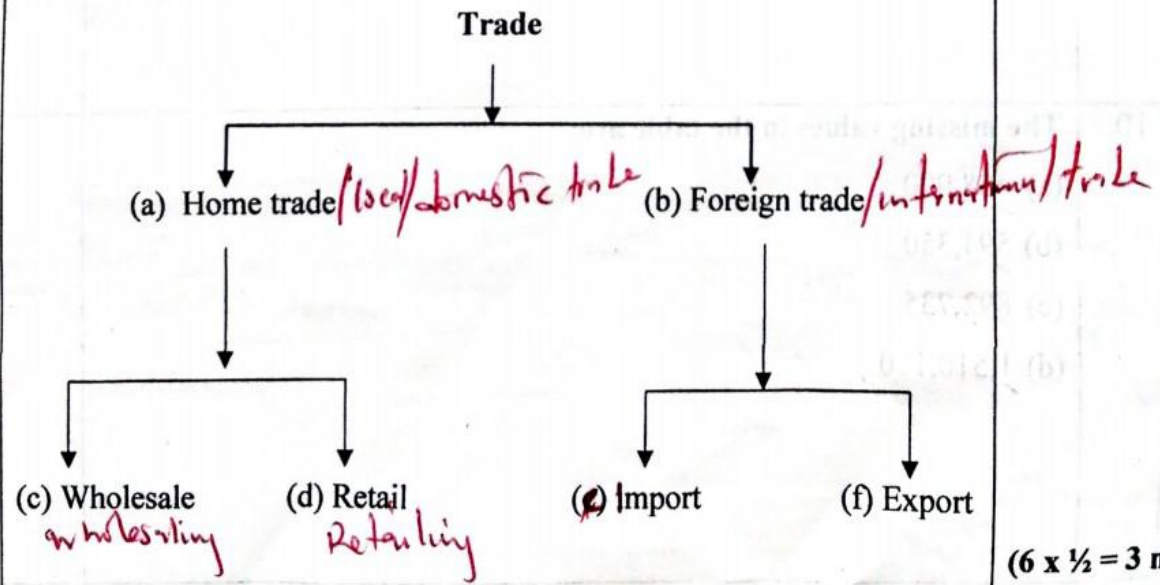 Trade
(a) Home trade/local/domestic trade (b) Foreign trade/international/trade
(c) Wholesale (d) Retail (e) Import (f) Export
wholesaling Retailing
(6 x ½ = 3